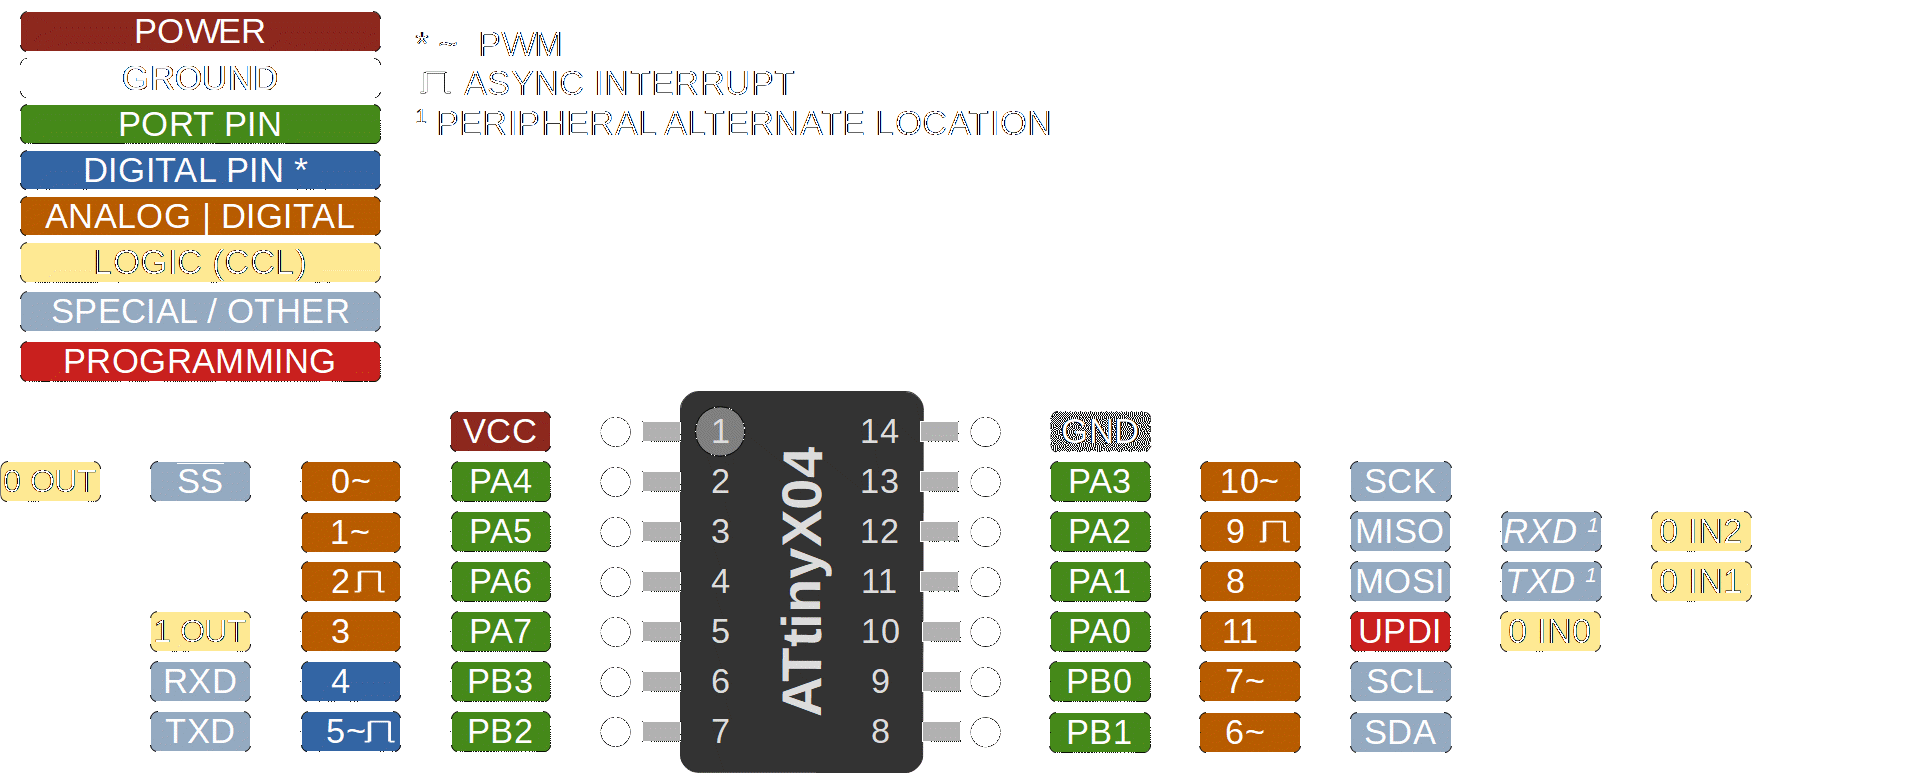 POWER
* ~ PWM
GROUND
ASYNC INTERRUPT
PORT PIN
¹ PERIPHERAL ALTERNATE LOCATION
DIGITAL PIN *
ANALOG | DIGITAL
LOGIC (CCL)
SPECIAL / OTHER
PROGRAMMING
VCC 1 14 GND
0 OUT SS 0~ PA4 2 13 PA3 10~ SCK
1~ PA5 3 12 PA2 9 MISO RXD ¹ 0 IN2
2 PA6 4 11 PA1 8 MOSI TXD ¹ 0 IN1
1 OUT 3 PA7 5 10 PA0 11 UPDI 0 IN0
RXD 4 PB3 6 9 PB0 7~ SCL
TXD 5~ PB2 7 8 PB1 6~ SDA
ATtinyX04